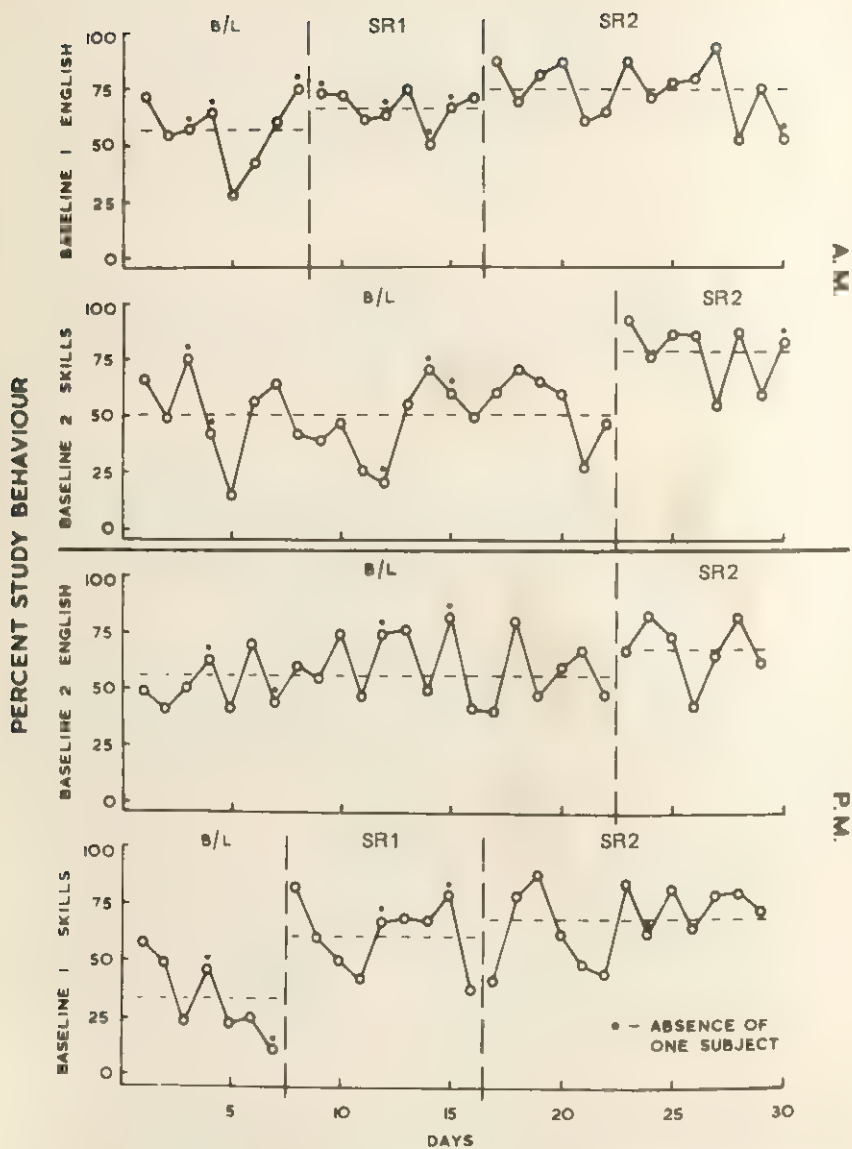 PERCENT STUDY BEHAVIOUR
A.M.
P.M.
BASELINE 1 ENGLISH
B/L SR1 SR2
100
75
50
25
0
BASELINE 2 SKILLS
B/L SR2
100
75
50
25
0
BASELINE 2 ENGLISH
B/L SR2
100
75
50
25
0
BASELINE 1 SKILLS
B/L SR1 SR2
100
75
50
25
0
• – ABSENCE OF
ONE SUBJECT
5 10 15 20 25 30
DAYS